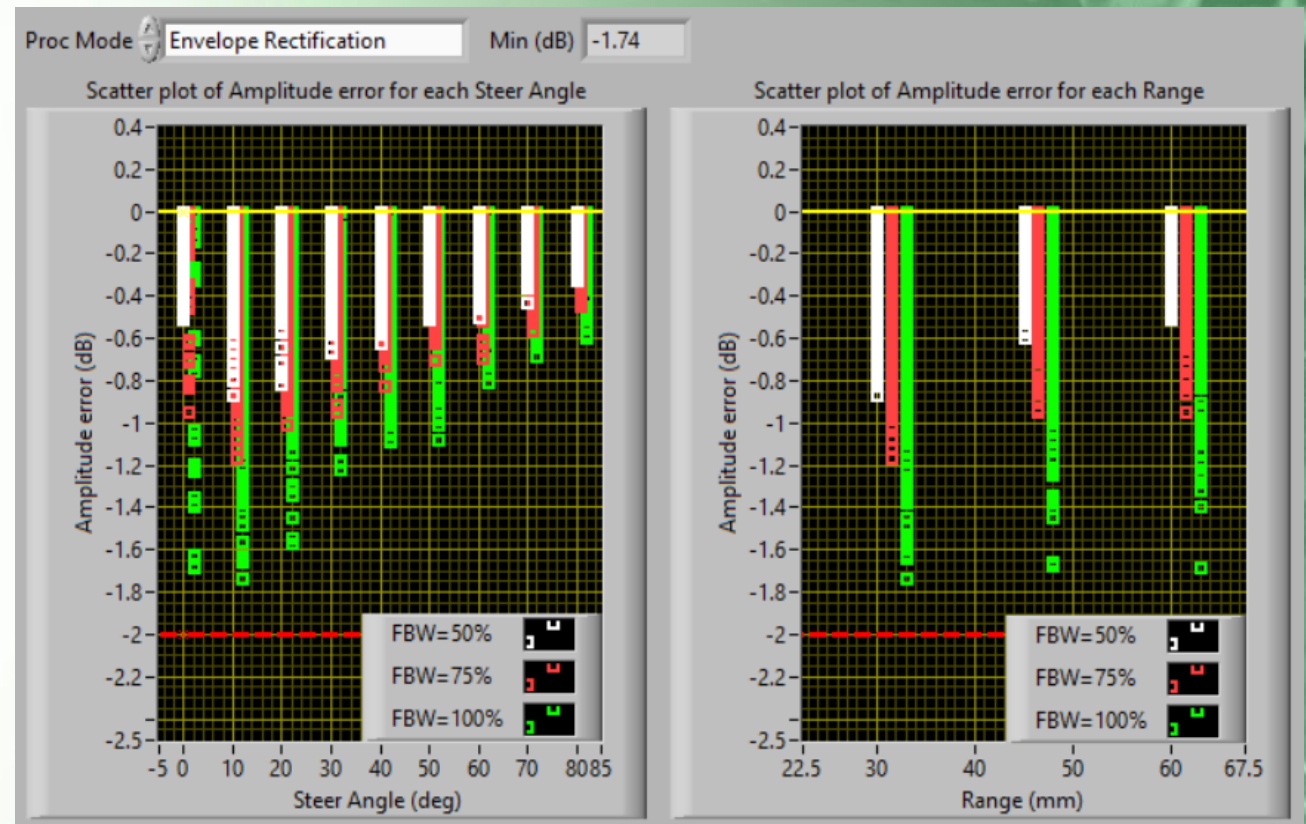 Proc Mode Envelope Rectification Min (dB) -1.74
Scatter plot of Amplitude error for each Steer Angle
0.4
0.2
0
-0.2
-0.4
-0.6
-0.8
-1
-1.2
-1.4
-1.6
-1.8
-2
-2.2
-2.5
Amplitude error (dB)
FBW=50%
FBW=75%
FBW=100%
-5 0 10 20 30 40 50 60 70 80 85
Steer Angle (deg)
Scatter plot of Amplitude error for each Range
0.4
0.2
0
-0.2
-0.4
-0.6
-0.8
-1
-1.2
-1.4
-1.6
-1.8
-2
-2.2
-2.5
Amplitude error (dB)
FBW=50%
FBW=75%
FBW=100%
22.5 30 40 50 60 67.5
Range (mm)